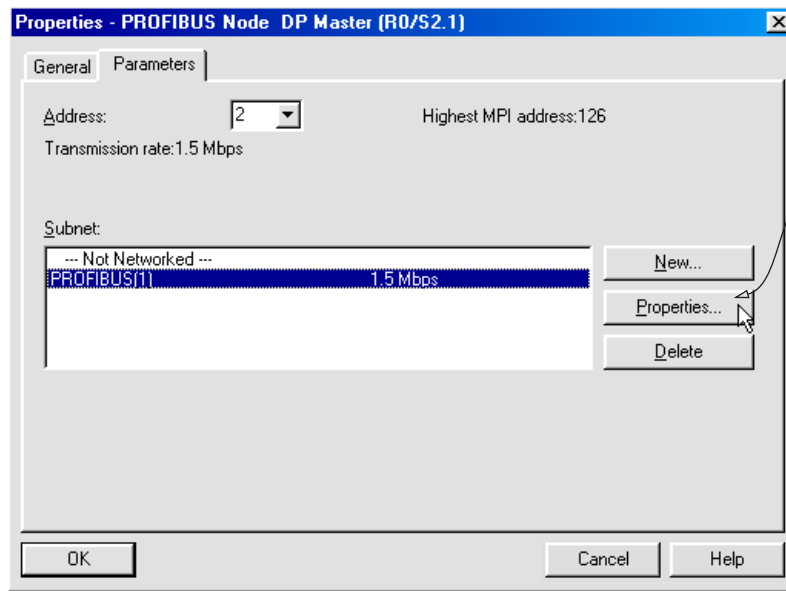 Properties - PROFIBUS Node DP Master (R0/S2.1)
General Parameters
Address: 2 Highest MPI address:126
Transmission rate:1.5 Mbps
Subnet:
--- Not Networked ---
PROFIBUS(1) 1.5 Mbps
New...
Properties...
Delete
OK Cancel Help